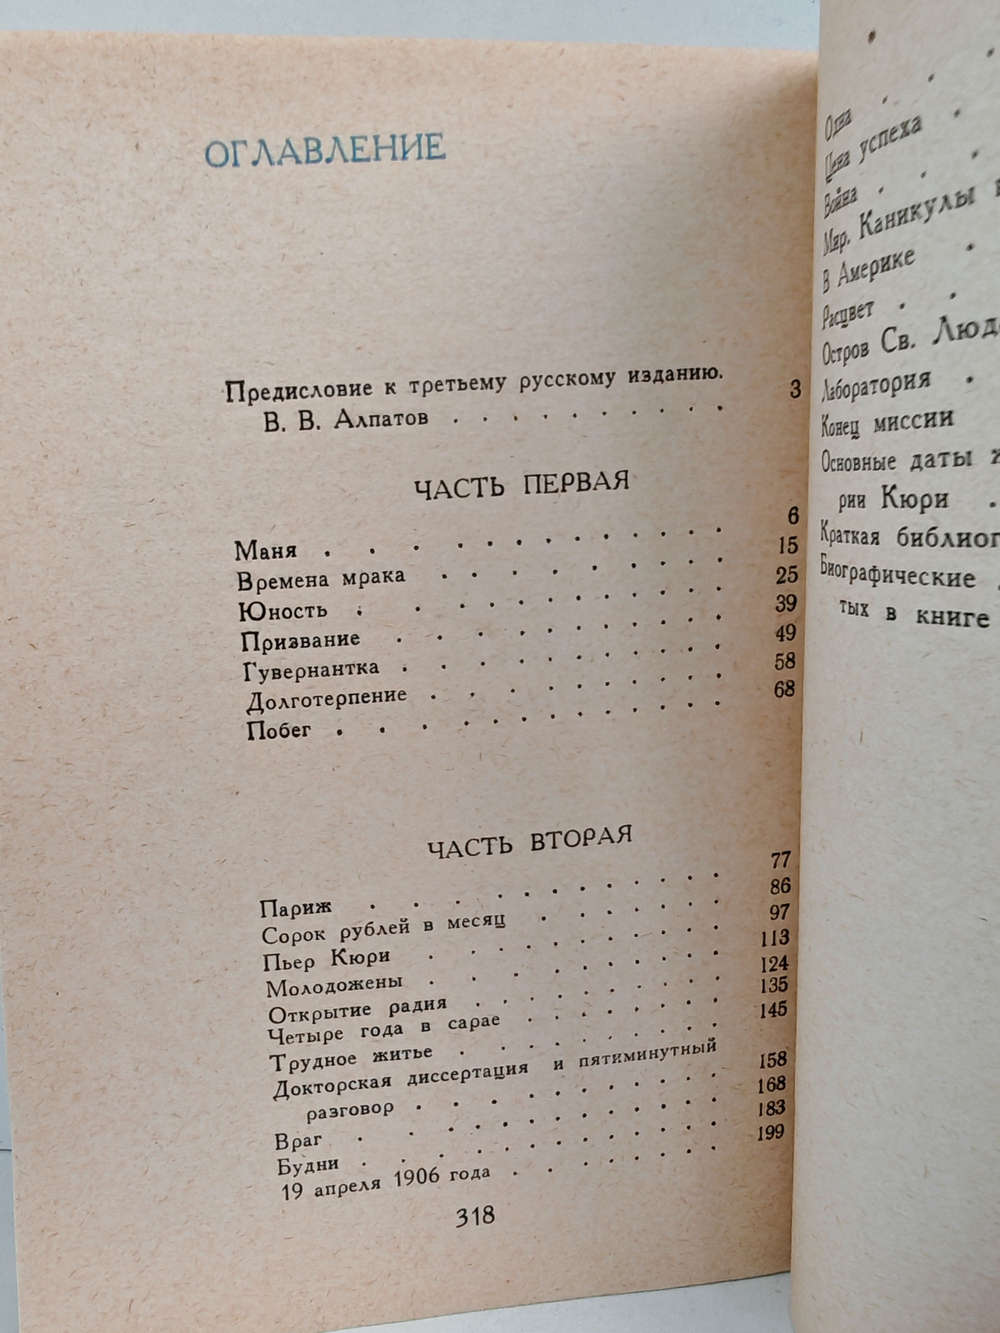 ОГЛАВЛЕНИЕ
Предисловие к третьему русскому изданию.
В. В. Алпатов . . . . . . . . . 3
ЧАСТЬ ПЕРВАЯ
Маня . . . . . . . . . . . 6
Времена мрака . . . . . . . . 15
Юность . . . . . . . . . . 25
Призвание . . . . . . . . . 39
Гувернантка . . . . . . . . . 49
Долготерпение . . . . . . . . 58
Побег . . . . . . . . . . 68
ЧАСТЬ ВТОРАЯ
Париж . . . . . . . . . . 77
Сорок рублей в месяц . . . . . 86
Пьер Кюри . . . . . . . . . 97
Молодожены . . . . . . . . 113
Открытие радия . . . . . . . 124
Четыре года в сарае . . . . . . 135
Трудное житье . . . . . . . 145
Докторская диссертация и пятиминутный
разговор . . . . . . . . . 158
Враг . . . . . . . . . . 168
Будни . . . . . . . . . . 183
19 апреля 1906 года . . . . . . 199
318
Одна . . .
Цена успеха .
Война . . .
Мир. Каникулы
В Америке .
Расцвет . .
Остров Св.
Лаборатория .
Конец миссии
Основные даты
рии Кюри .
Краткая
Биографические
тых в книге